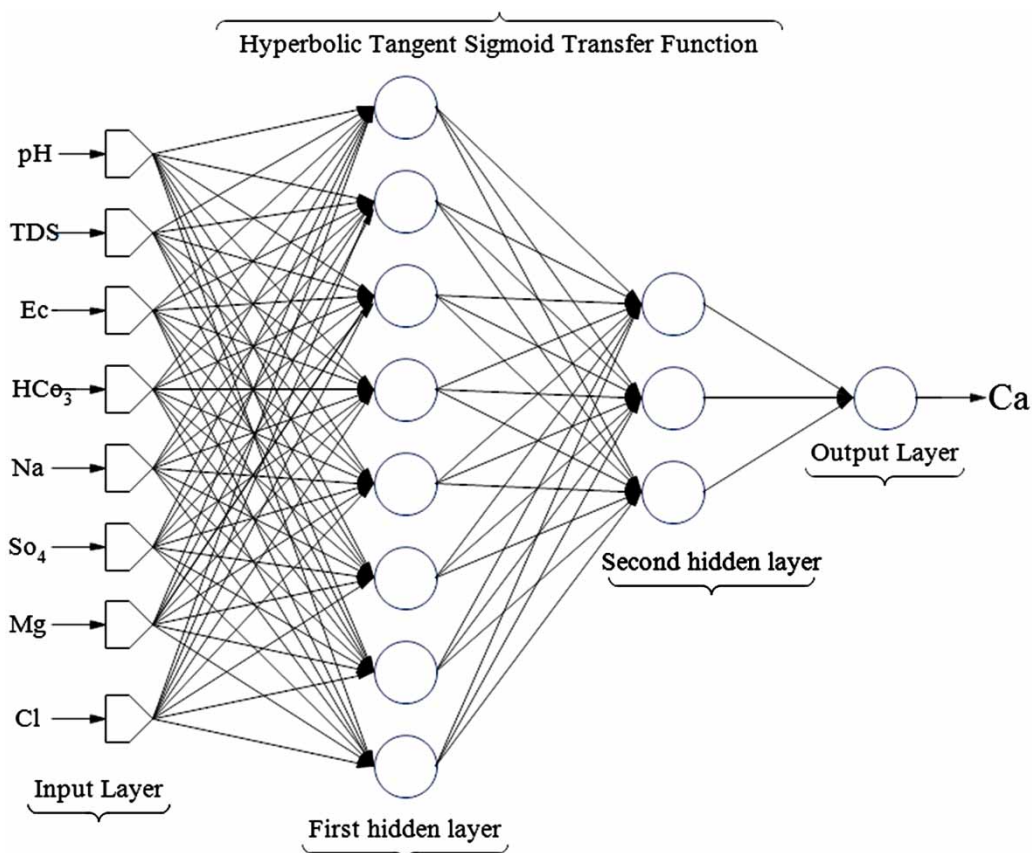 Hyperbolic Tangent Sigmoid Transfer Function
pH
TDS
Ec
HCo3
Na
So4
Mg
Cl
Ca
Output Layer
Second hidden layer
Input Layer
First hidden layer